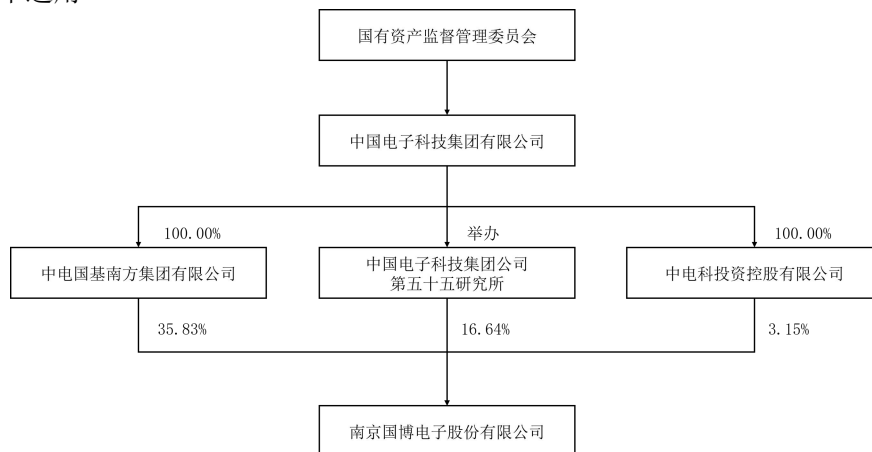 国有资产监督管理委员会
中国电子科技集团有限公司
100.00%
举办
100.00%
中电国基南方集团有限公司
中国电子科技集团公司
第五十五研究所
中电科投资控股有限公司
35.83%
16.64%
3.15%
南京国博电子股份有限公司